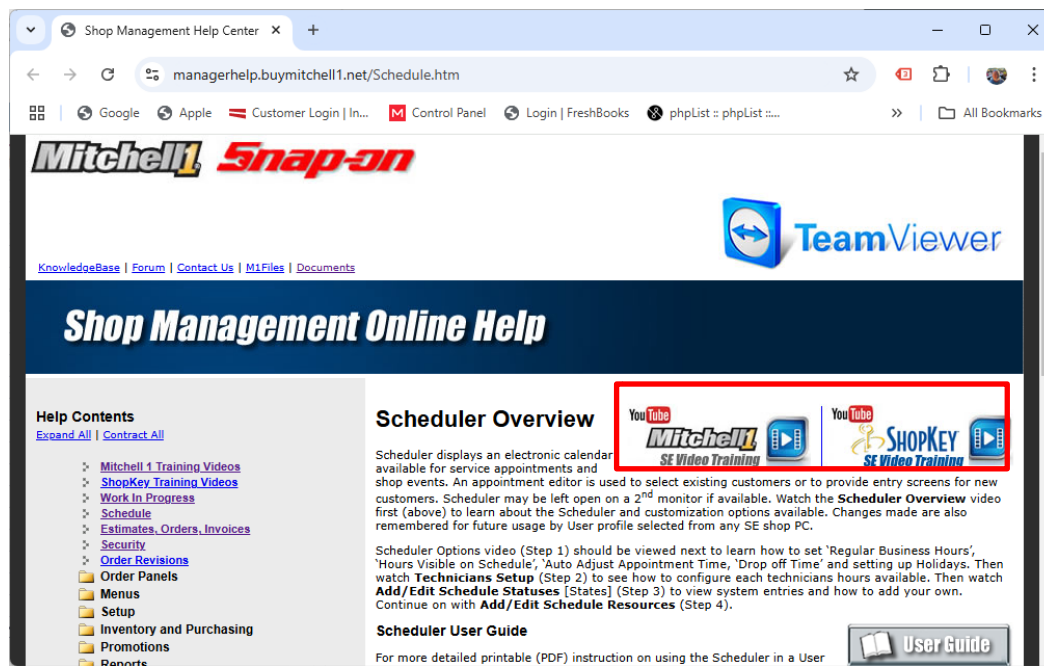 Shop Management Help Center
managerhelp.buymitchell1.net/Schedule.htm
Google Apple Customer Login | In... Control Panel Login | FreshBooks phpList :: phpList ::... » All Bookmarks
Mitchell1 Snap-on
TeamViewer
KnowledgeBase | Forum | Contact Us | M1Files | Documents
Shop Management Online Help
Help Contents
Expand All | Contract All
Mitchell 1 Training Videos
ShopKey Training Videos
Work In Progress
Schedule
Estimates, Orders, Invoices
Security
Order Revisions
Order Panels
Menus
Setup
Inventory and Purchasing
Promotions
Reports
Scheduler Overview
YouTube
Mitchell1
SE Video Training
YouTube
SHOPKEY
SE Video Training
Scheduler displays an electronic calendar
available for service appointments and
shop events. An appointment editor is used to select existing customers or to provide entry screens for new
customers. Scheduler may be left open on a 2nd monitor if available. Watch the Scheduler Overview video
first (above) to learn about the Scheduler and customization options available. Changes made are also
remembered for future usage by User profile selected from any SE shop PC.
Scheduler Options video (Step 1) should be viewed next to learn how to set `Regular Business Hours',
`Hours Visible on Schedule', `Auto Adjust Appointment Time, `Drop off Time' and setting up Holidays. Then
watch Technicians Setup (Step 2) to see how to configure each technicians hours available. Then watch
Add/Edit Schedule Statuses [States] (Step 3) to view system entries and how to add your own.
Continue on with Add/Edit Schedule Resources (Step 4).
Scheduler User Guide
User Guide
For more detailed printable (PDF) instruction on using the Scheduler in a User